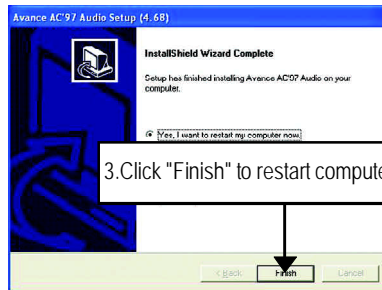 Avance AC'97 Audio Setup (4.68)
InstallShield Wizard Complete
Setup has finished installing Avance AC'97 Audio on your
computer.
Yes, I want to restart my computer now.
3.Click "Finish" to restart compute
< Back
Finish
Cancel